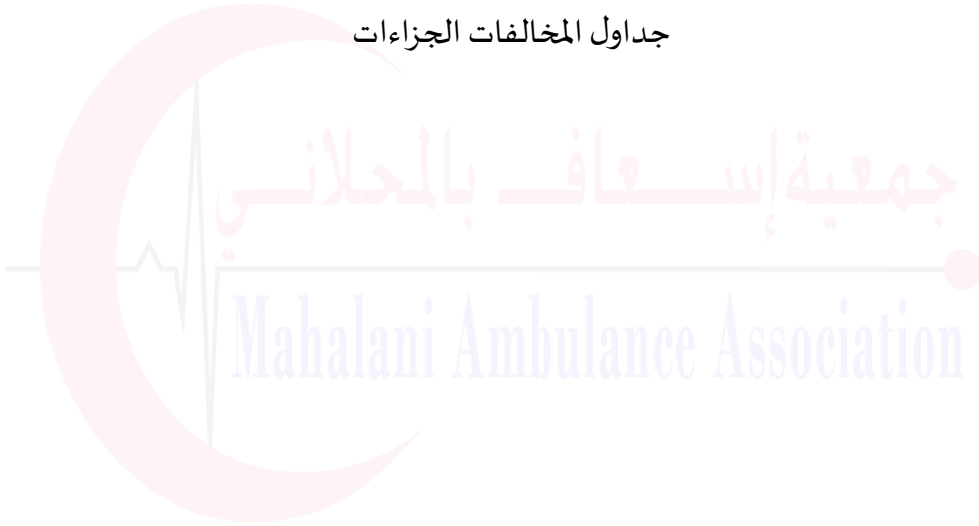 جداول المخالفات الجزاءات
جمعية إسعاف بالمحلاني
Mahalani Ambulance Association